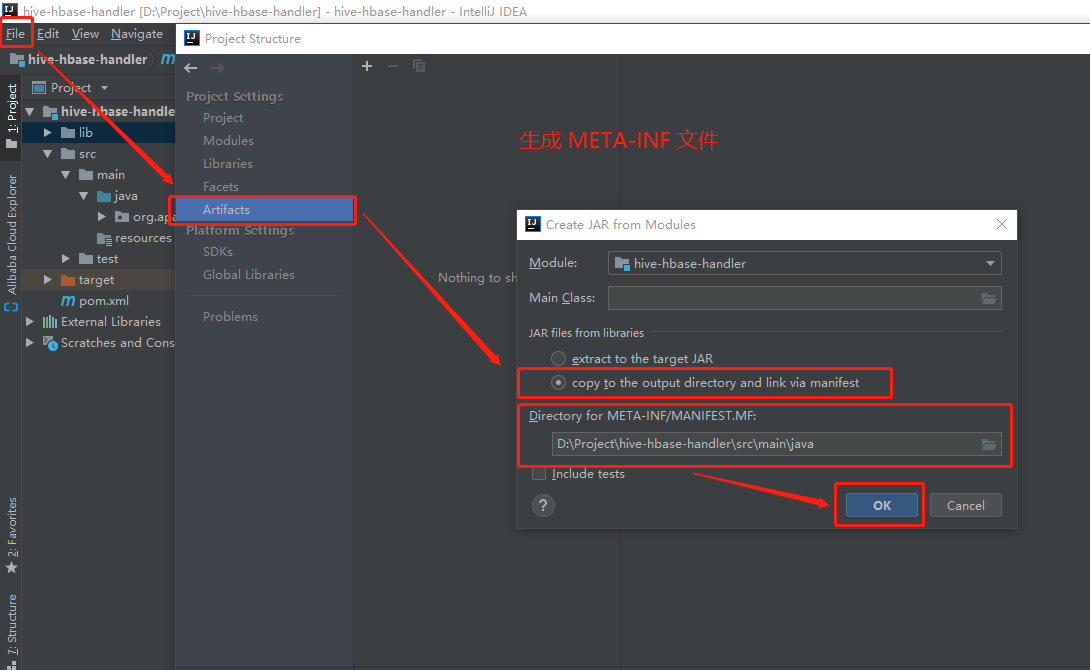 hive-hbase-handler [D:\Project\hive-hbase-handler] - hive-hbase-handler - IntelliJ IDEA
File Edit View Navigate
Project Structure
hive-hbase-handler
Project
hive-hbase-handle
lib
src
main
java
org.apa
resources
test
target
pom.xml
External Libraries
Scratches and Cons
1: Project
Alibaba Cloud Explorer
2: Favorites
7: Structure
Project Settings
Project
Modules
Libraries
Facets
Artifacts
Platform Settings
SDKs
Global Libraries
Problems
Nothing to sh
生成 META-INF 文件
Create JAR from Modules
Module: hive-hbase-handler
Main Class:
JAR files from libraries
extract to the target JAR
copy to the output directory and link via manifest
Directory for META-INF/MANIFEST.MF:
D:\Project\hive-hbase-handler\src\main\java
Include tests
? OK Cancel